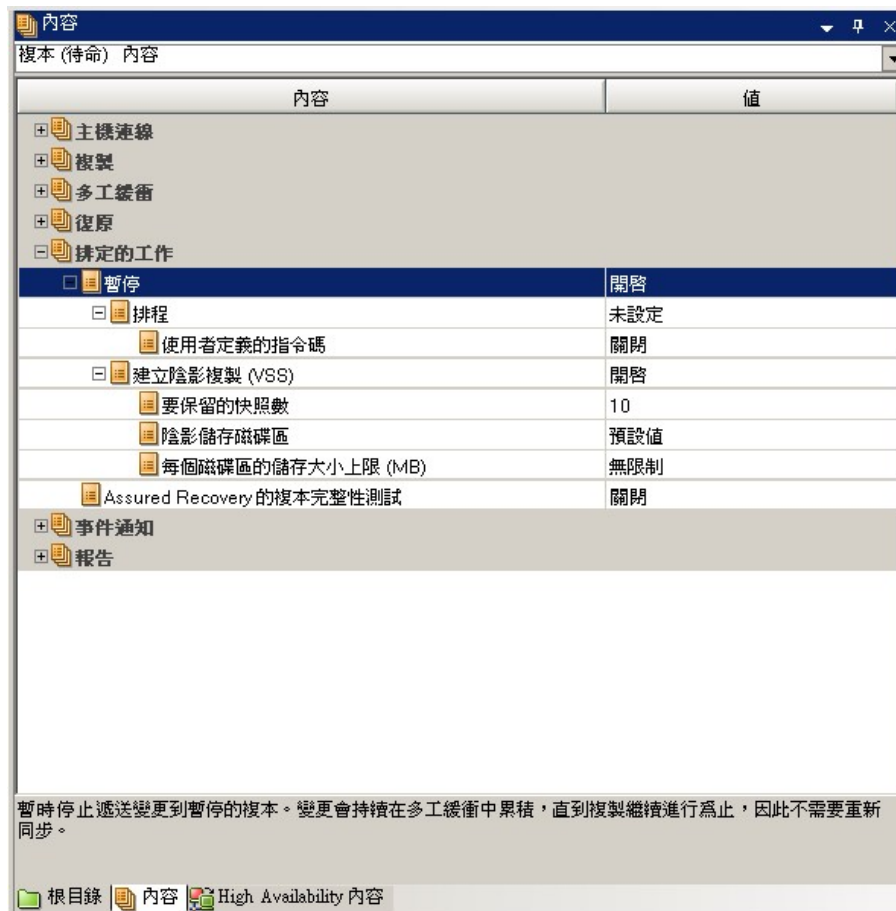 內容
複本 (待命) 內容
內容 值
主機連線
複製
多工緩衝
復原
排定的工作
暫停 開啓
排程 未設定
使用者定義的指令碼 關閉
建立陰影複製 (VSS) 開啓
要保留的快照數 10
陰影儲存磁碟區 預設值
每個磁碟區的儲存大小上限 (MB) 無限制
Assured Recovery 的複本完整性測試 關閉
事件通知
報告
暫時停止遞送變更到暫停的複本。變更會持續在多工緩衝中累積，直到複製繼續進行爲止，因此不需要重新
同步。
根目錄 內容 High Availability 內容